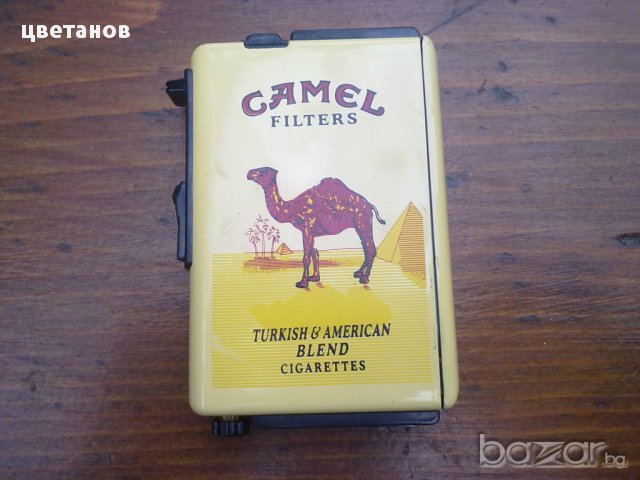 цветанов
CAMEL
FILTERS
TURKISH & AMERICAN
BLEND
CIGARETTES
bazar.bg